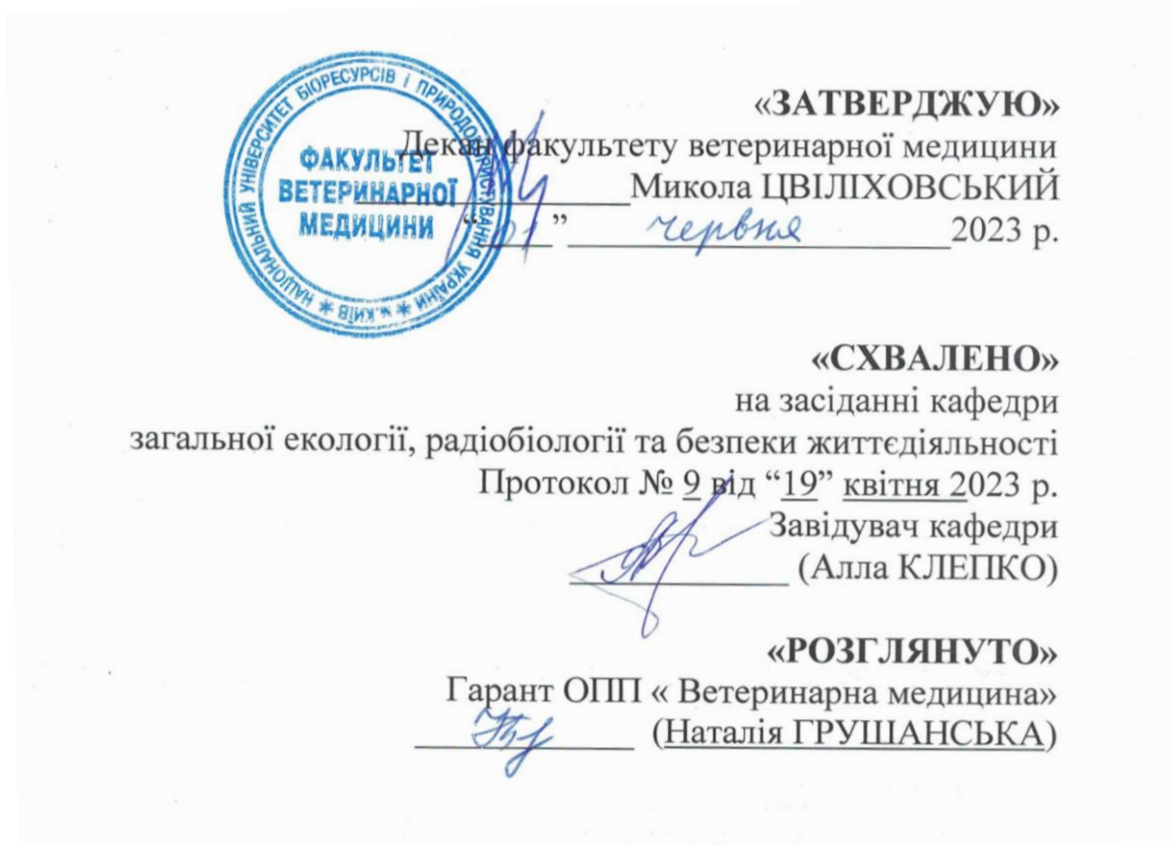 НАЦІОНАЛЬНИЙ УНІВЕРСИТЕТ БІОРЕСУРСІВ І ПРИРОДОКОРИСТУВАННЯ УКРАЇНИ * м.КИЇВ *
ФАКУЛЬТЕТ
ВЕТЕРИНАРНОЇ
МЕДИЦИНИ
«ЗАТВЕРДЖУЮ»
Декан факультету ветеринарної медицини
Микола ЦВІЛІХОВСЬКИЙ
“01” червня 2023 р.
«СХВАЛЕНО»
на засіданні кафедри
загальної екології, радіобіології та безпеки життєдіяльності
Протокол № 9 від “19” квітня 2023 р.
Завідувач кафедри
(Алла КЛЕПКО)
«РОЗГЛЯНУТО»
Гарант ОПП « Ветеринарна медицина»
(Наталія ГРУШАНСЬКА)